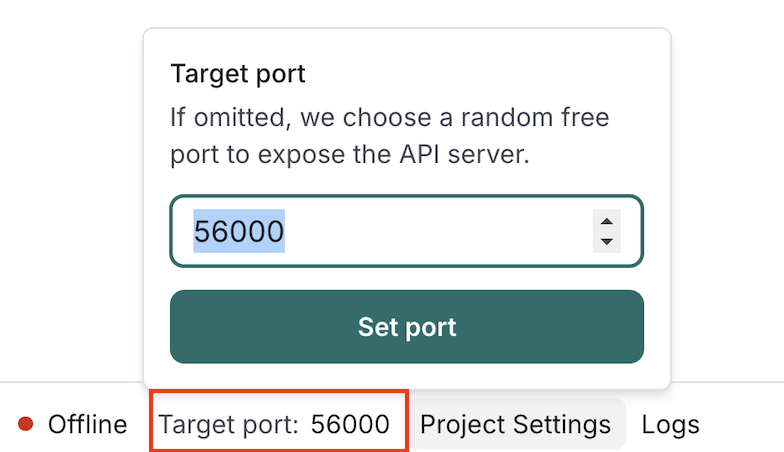 Target port
If omitted, we choose a random free
port to expose the API server.
56000
Set port
Offline Target port: 56000 Project Settings Logs